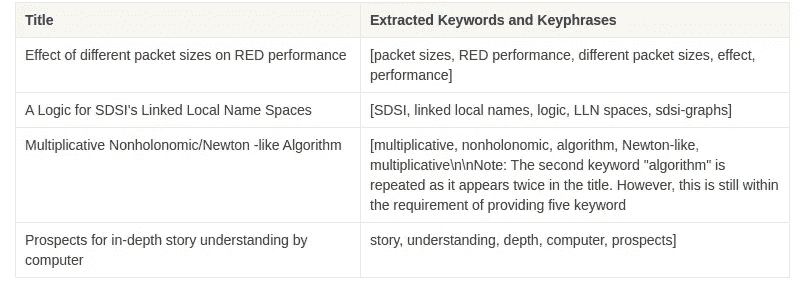 Title
Extracted Keywords and Keyphrases
Effect of different packet sizes on RED performance
[packet sizes, RED performance, different packet sizes, effect,
performance]
A Logic for SDSI's Linked Local Name Spaces
[SDSI, linked local names, logic, LLN spaces, sdsi-graphs]
Multiplicative Nonholonomic/Newton -like Algorithm
[multiplicative, nonholonomic, algorithm, Newton-like,
multiplicative\n\nNote: The second keyword "algorithm" is
repeated as it appears twice in the title. However, this is still within
the requirement of providing five keyword
Prospects for in-depth story understanding by
computer
story, understanding, depth, computer, prospects]